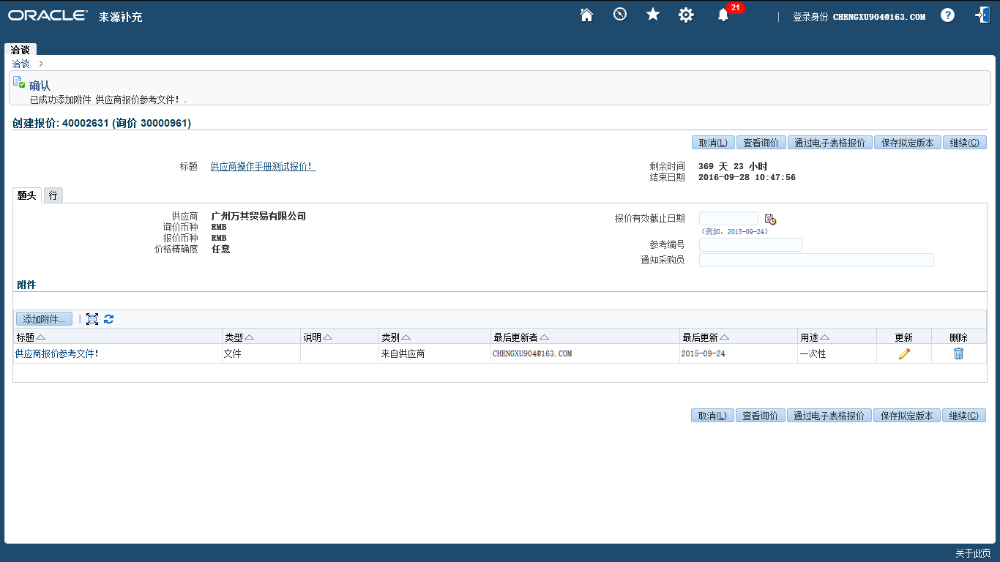 ORACLE 来源补充
21
登录身份 CHENGXU904@163.COM
洽谈
洽谈
确认
已成功添加附件 供应商报价参考文件！.
创建报价: 40002631 (询价 30000961)
取消(L) 查看询价 通过电子表格报价 保存拟定版本 继续(C)
标题 供应商操作手册测试报价！
剩余时间 369 天 23 小时
结束日期 2016-09-28 10:47:56
题头 行
供应商 广州万其贸易有限公司
询价币种 RMB
报价币种 RMB
价格精确度 任意
报价有效截止日期
（例如: 2015-09-24）
参考编号
通知采购员
附件
添加附件...
标题 类型 说明 类别 最后更新者 最后更新 用途 更新 删除
供应商报价参考文件！ 文件 来自供应商 CHENGXU904@163.COM 2015-09-24 一次性
取消(L) 查看询价 通过电子表格报价 保存拟定版本 继续(C)
关于此页